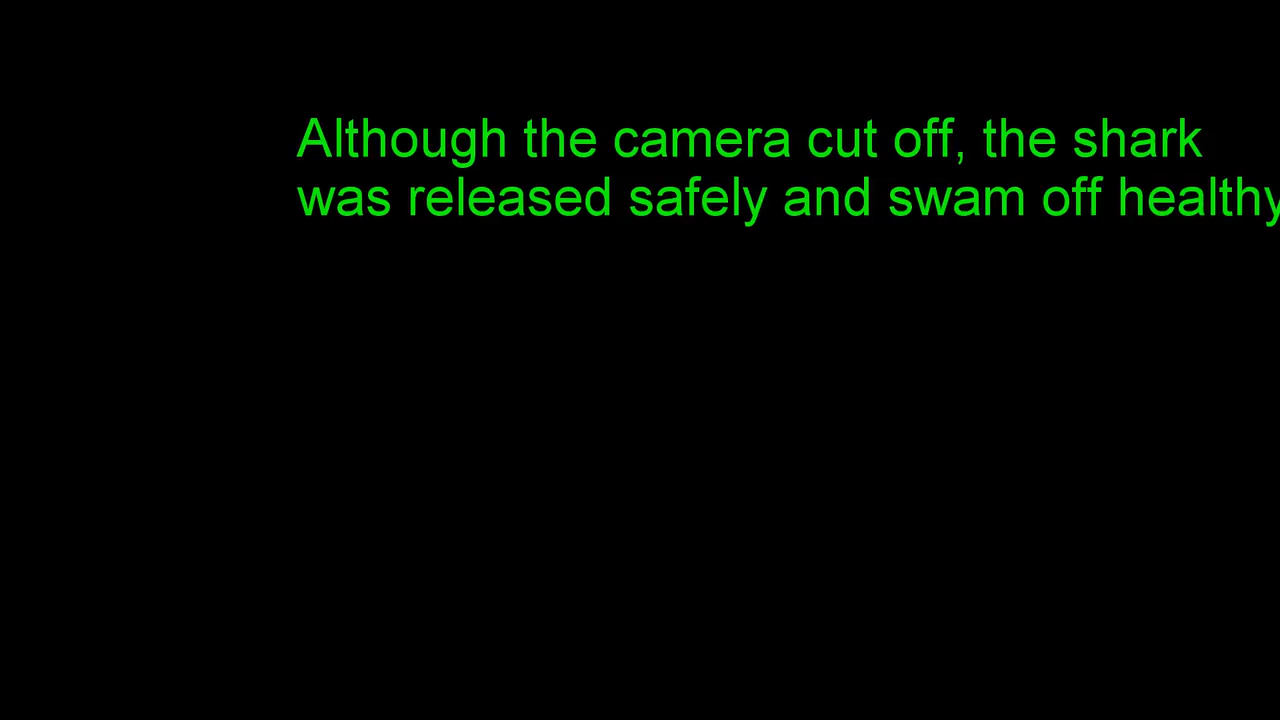 Although the camera cut off, the shark
was released safely and swam off healthy